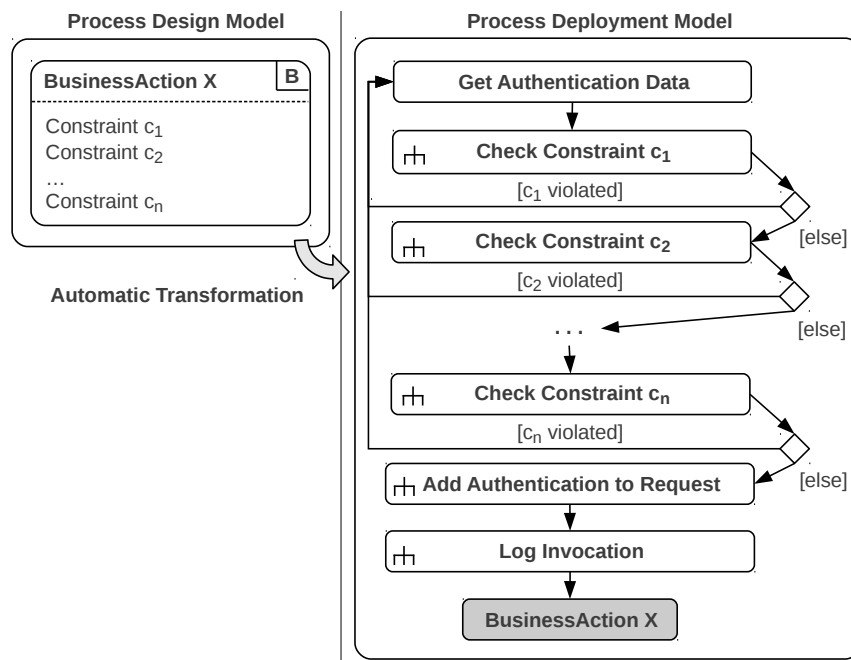 Process Design Model
BusinessAction X
B
Constraint c1
Constraint c2
...
Constraint cn
Automatic Transformation
Process Deployment Model
Get Authentication Data
Check Constraint c1
[c1 violated]
[else]
Check Constraint c2
[c2 violated]
[else]
...
Check Constraint cn
[cn violated]
[else]
Add Authentication to Request
Log Invocation
BusinessAction X